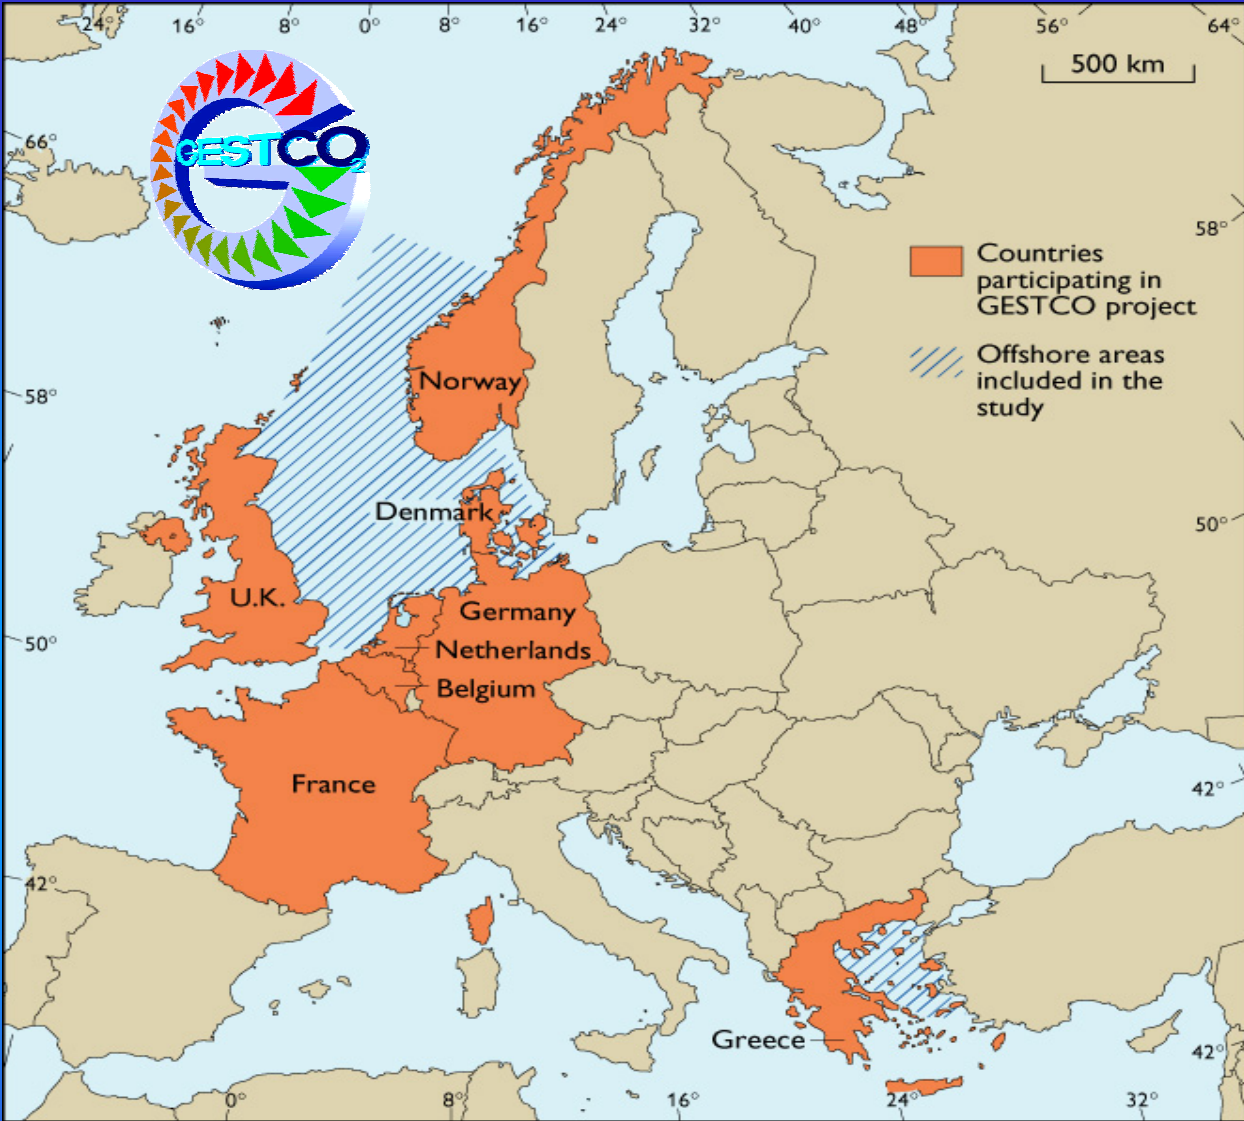 24° 16° 8° 0° 8° 16° 24° 32° 40° 48° 56° 64°
500 km
66°
GESTCO2
58°
Countries
participating in
GESTCO project
Offshore areas
included in the
study
58°
Norway
Denmark
50°
U.K.
Germany
50°
Netherlands
Belgium
France
42°
42°
Greece
42°
0° 8° 16° 24° 32°